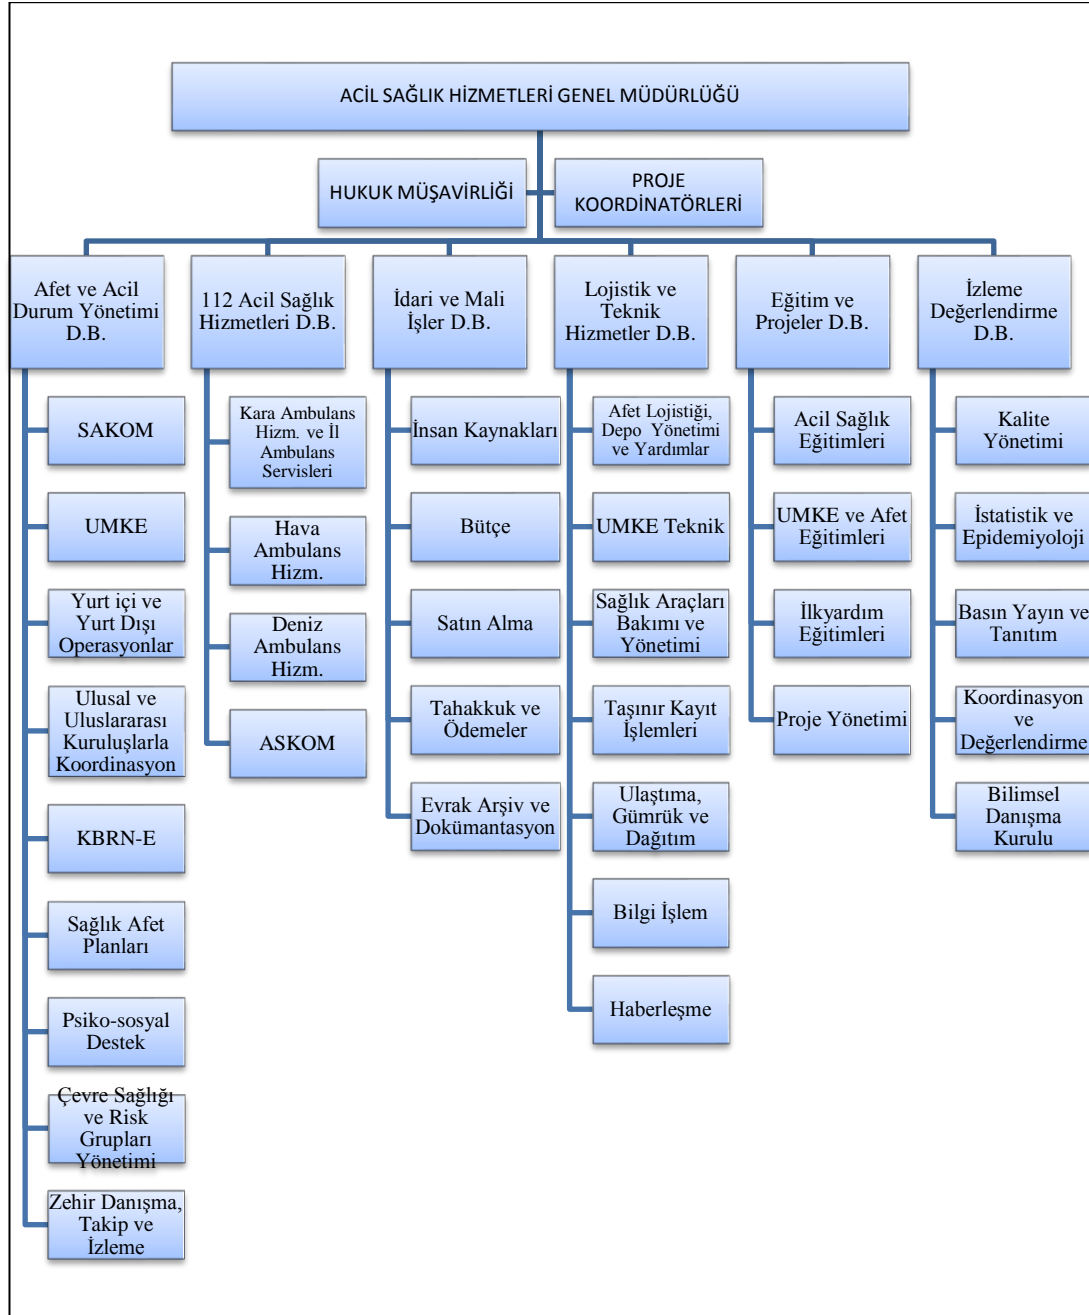 ACİL SAĞLIK HİZMETLERİ GENEL MÜDÜRLÜĞÜ
HUKUK MÜŞAVİRLİĞİ
PROJE
KOORDİNATÖRLERİ
Afet ve Acil
Durum Yönetimi
D.B.
SAKOM
UMKE
Yurt içi ve
Yurt Dışı
Operasyonlar
Ulusal ve
Uluslararası
Kuruluşlarla
Koordinasyon
KBRN-E
Sağlık Afet
Planları
Psiko-sosyal
Destek
Çevre Sağlığı
ve Risk
Grupları
Yönetimi
Zehir Danışma,
Takip ve
İzleme
112 Acil Sağlık
Hizmetleri D.B.
Kara Ambulans
Hizm. ve İl
Ambulans
Servisleri
Hava
Ambulans
Hizm.
Deniz
Ambulans
Hizm.
ASKOM
İdari ve Mali
İşler D.B.
İnsan Kaynakları
Bütçe
Satın Alma
Tahakkuk ve
Ödemeler
Evrak Arşiv ve
Dokümantasyon
Lojistik ve
Teknik
Hizmetler D.B.
Afet Lojistiği,
Depo Yönetimi
ve Yardımlar
UMKE Teknik
Sağlık Araçları
Bakımı ve
Yönetimi
Taşınır Kayıt
İşlemleri
Ulaştıma,
Gümrük ve
Dağıtım
Bilgi İşlem
Haberleşme
Eğitim ve
Projeler D.B.
Acil Sağlık
Eğitimleri
UMKE ve Afet
Eğitimleri
İlkyardım
Eğitimleri
Proje Yönetimi
İzleme
Değerlendirme
D.B.
Kalite
Yönetimi
İstatistik ve
Epidemiyoloji
Basın Yayın ve
Tanıtım
Koordinasyon
ve
Değerlendirme
Bilimsel
Danışma
Kurulu